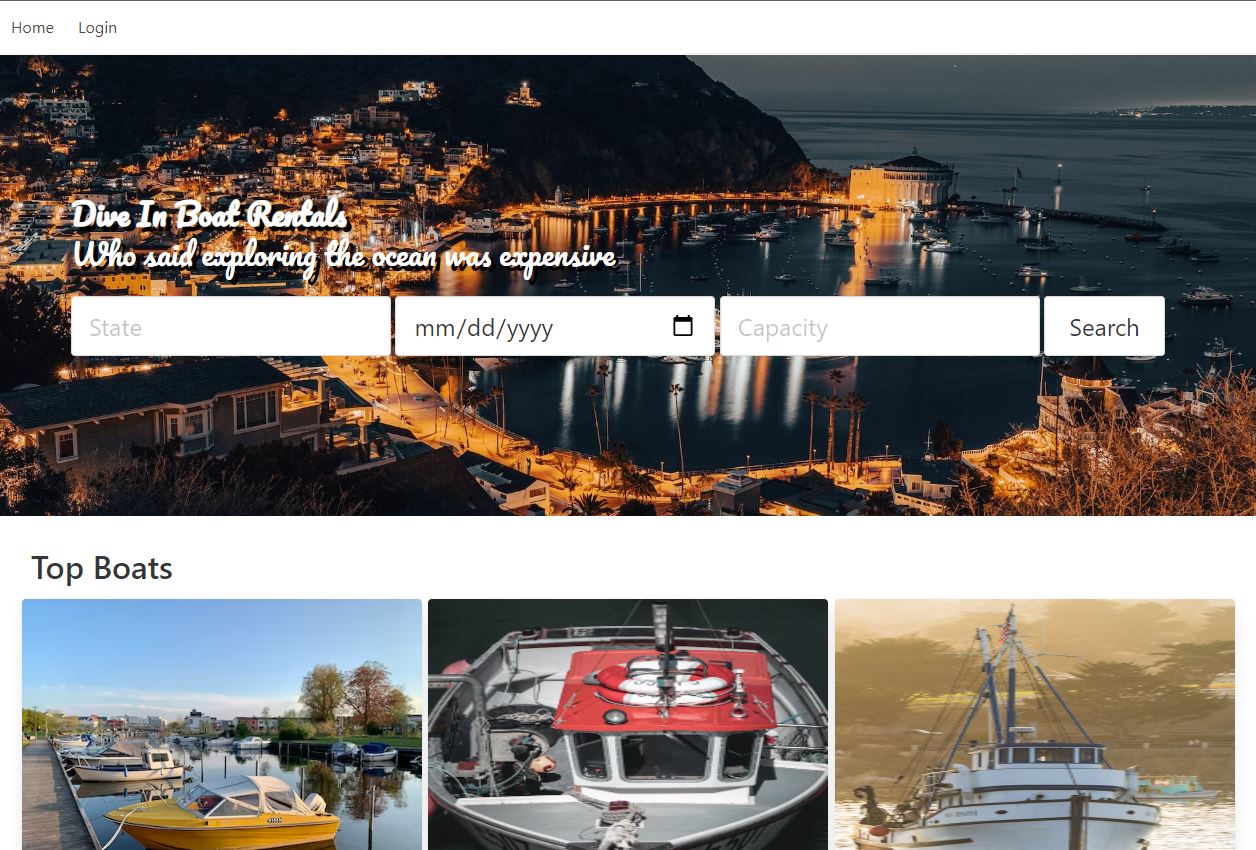 Home Login
Dive In Boat Rentals
Who said exploring the ocean was expensive
State mm/dd/yyyy Capacity Search
Top Boats